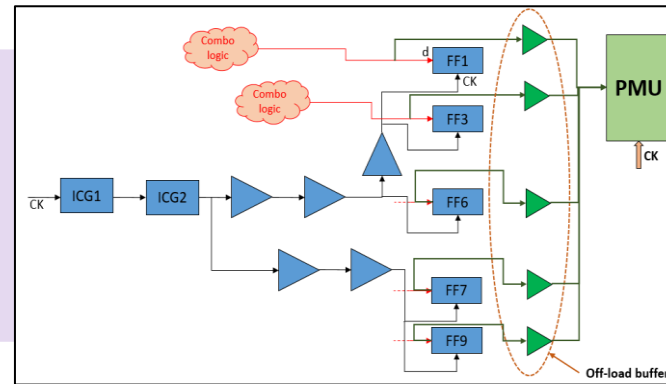 Combo
logic
d
FF1
CK
Combo
logic
FF3
PMU
CK
CK
ICG1
ICG2
FF6
FF7
FF9
Off-load buffer